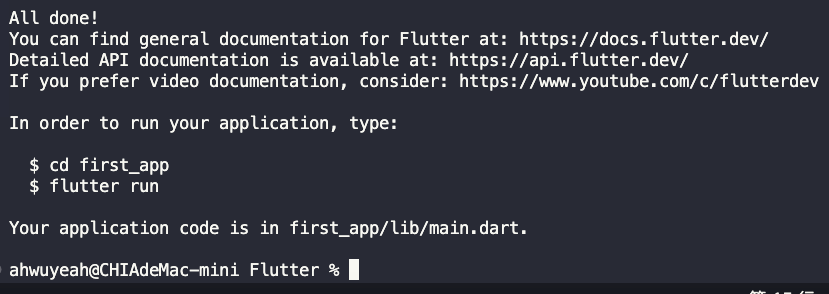 All done!
You can find general documentation for Flutter at: https://docs.flutter.dev/
Detailed API documentation is available at: https://api.flutter.dev/
If you prefer video documentation, consider: https://www.youtube.com/c/flutterdev
In order to run your application, type:
$ cd first_app
$ flutter run
Your application code is in first_app/lib/main.dart.
ahwuyeah@CHIAdeMac-mini Flutter %